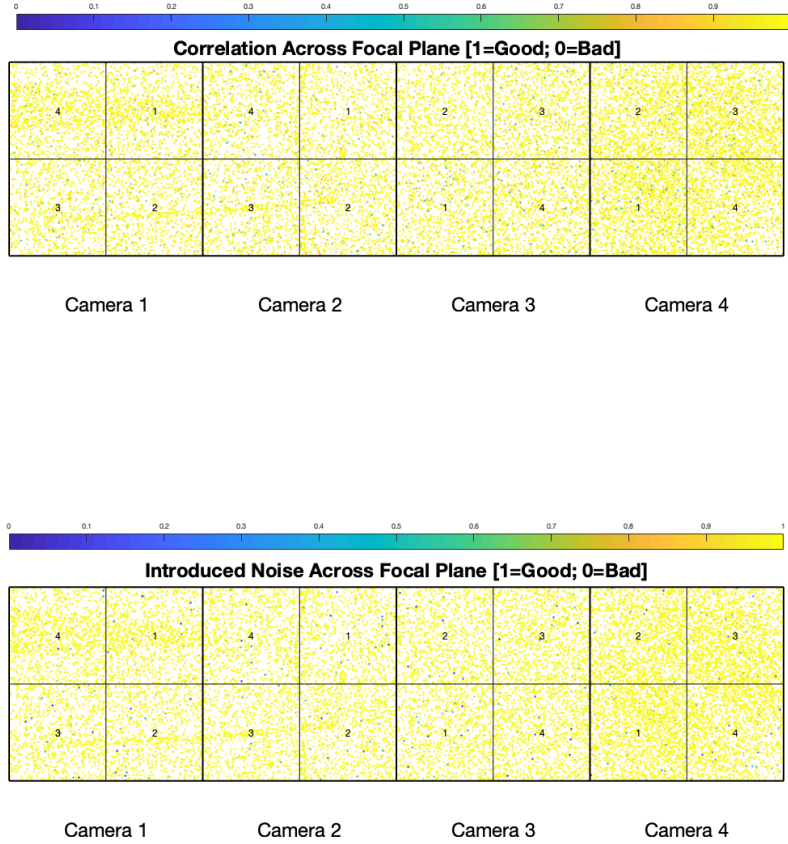 0 0.1 0.2 0.3 0.4 0.5 0.6 0.7 0.8 0.9
Correlation Across Focal Plane [1=Good; 0=Bad]
4 1 4 1 2 3 2 3
3 2 3 2 1 4 1 4
Camera 1 Camera 2 Camera 3 Camera 4
0 0.1 0.2 0.3 0.4 0.5 0.6 0.7 0.8 0.9 1
Introduced Noise Across Focal Plane [1=Good; 0=Bad]
4 1 4 1 2 3 2 3
3 2 3 2 1 4 1 4
Camera 1 Camera 2 Camera 3 Camera 4